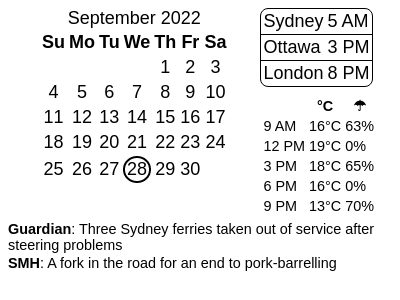 September 2022
Su Mo Tu We Th Fr Sa
1 2 3
4 5 6 7 8 9 10
11 12 13 14 15 16 17
18 19 20 21 22 23 24
25 26 27 28 29 30
Sydney 5 AM
Ottawa 3 PM
London 8 PM
°C ☂
9 AM 16°C 63%
12 PM 19°C 0%
3 PM 18°C 65%
6 PM 16°C 0%
9 PM 13°C 70%
Guardian: Three Sydney ferries taken out of service after
steering problems
SMH: A fork in the road for an end to pork-barrelling